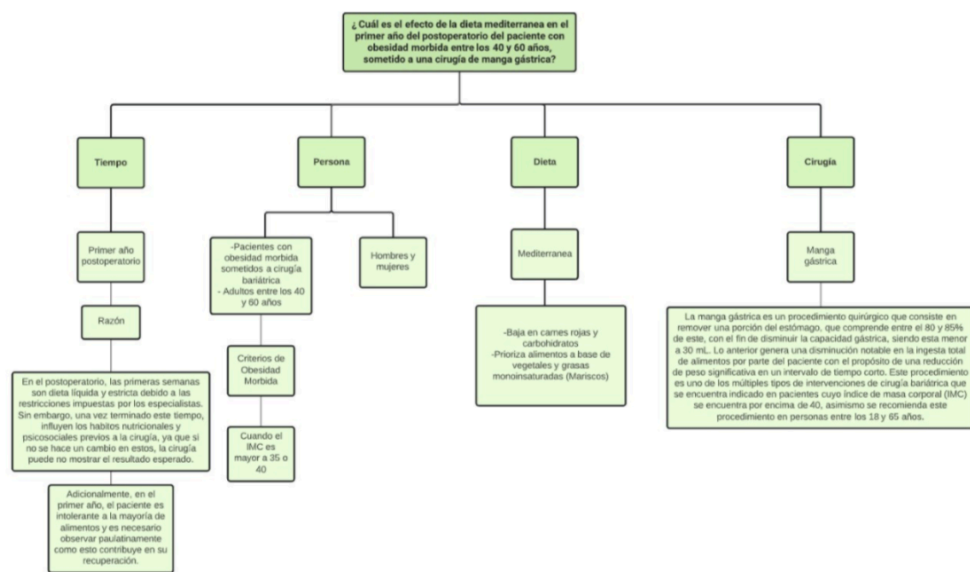 ¿Cuál es el efecto de la dieta mediterranea en el
primer año del postoperatorio del paciente con
obesidad morbida entre los 40 y 60 años,
sometido a una cirugía de manga gástrica?
Tiempo
Persona
Dieta
Cirugía
Primer año
postoperatorio
-Pacientes con
obesidad morbida
sometidos a cirugía
bariátrica
- Adultos entre los 40
y 60 años
Hombres y
mujeres
Mediterranea
Manga
gástrica
Razón
Criterios de
Obesidad
Morbida
-Baja en carnes rojas y
carbohidratos
-Prioriza alimentos a base de
vegetales y grasas
monoinsaturadas (Mariscos)
La manga gástrica es un procedimiento quirúrgico que consiste en
remover una porción del estómago, que comprende entre el 80 y 85%
de este, con el fin de disminuir la capacidad gástrica, siendo esta menor
a 30 mL. Lo anterior genera una disminución notable en la ingesta total
de alimentos por parte del paciente con el propósito de una reducción
de peso significativa en un intervalo de tiempo corto. Este procedimiento
es uno de los múltiples tipos de intervenciones de cirugía bariátrica que
se encuentra indicado en pacientes cuyo índice de masa corporal (IMC)
se encuentra por encima de 40, asimismo se recomienda este
procedimiento en personas entre los 18 y 65 años.
En el postoperatorio, las primeras semanas
son dieta líquida y estricta debido a las
restricciones impuestas por los especialistas.
Sin embargo, una vez terminado este tiempo,
influyen los habitos nutricionales y
psicosociales previos a la cirugía, ya que si
no se hace un cambio en estos, la cirugía
puede no mostrar el resultado esperado.
Cuando el
IMC es
mayor a 35 o
40
Adicionalmente, en el
primer año, el paciente es
intolerante a la mayoría de
alimentos y es necesario
observar paulatinamente
como esto contribuye en su
recuperación.